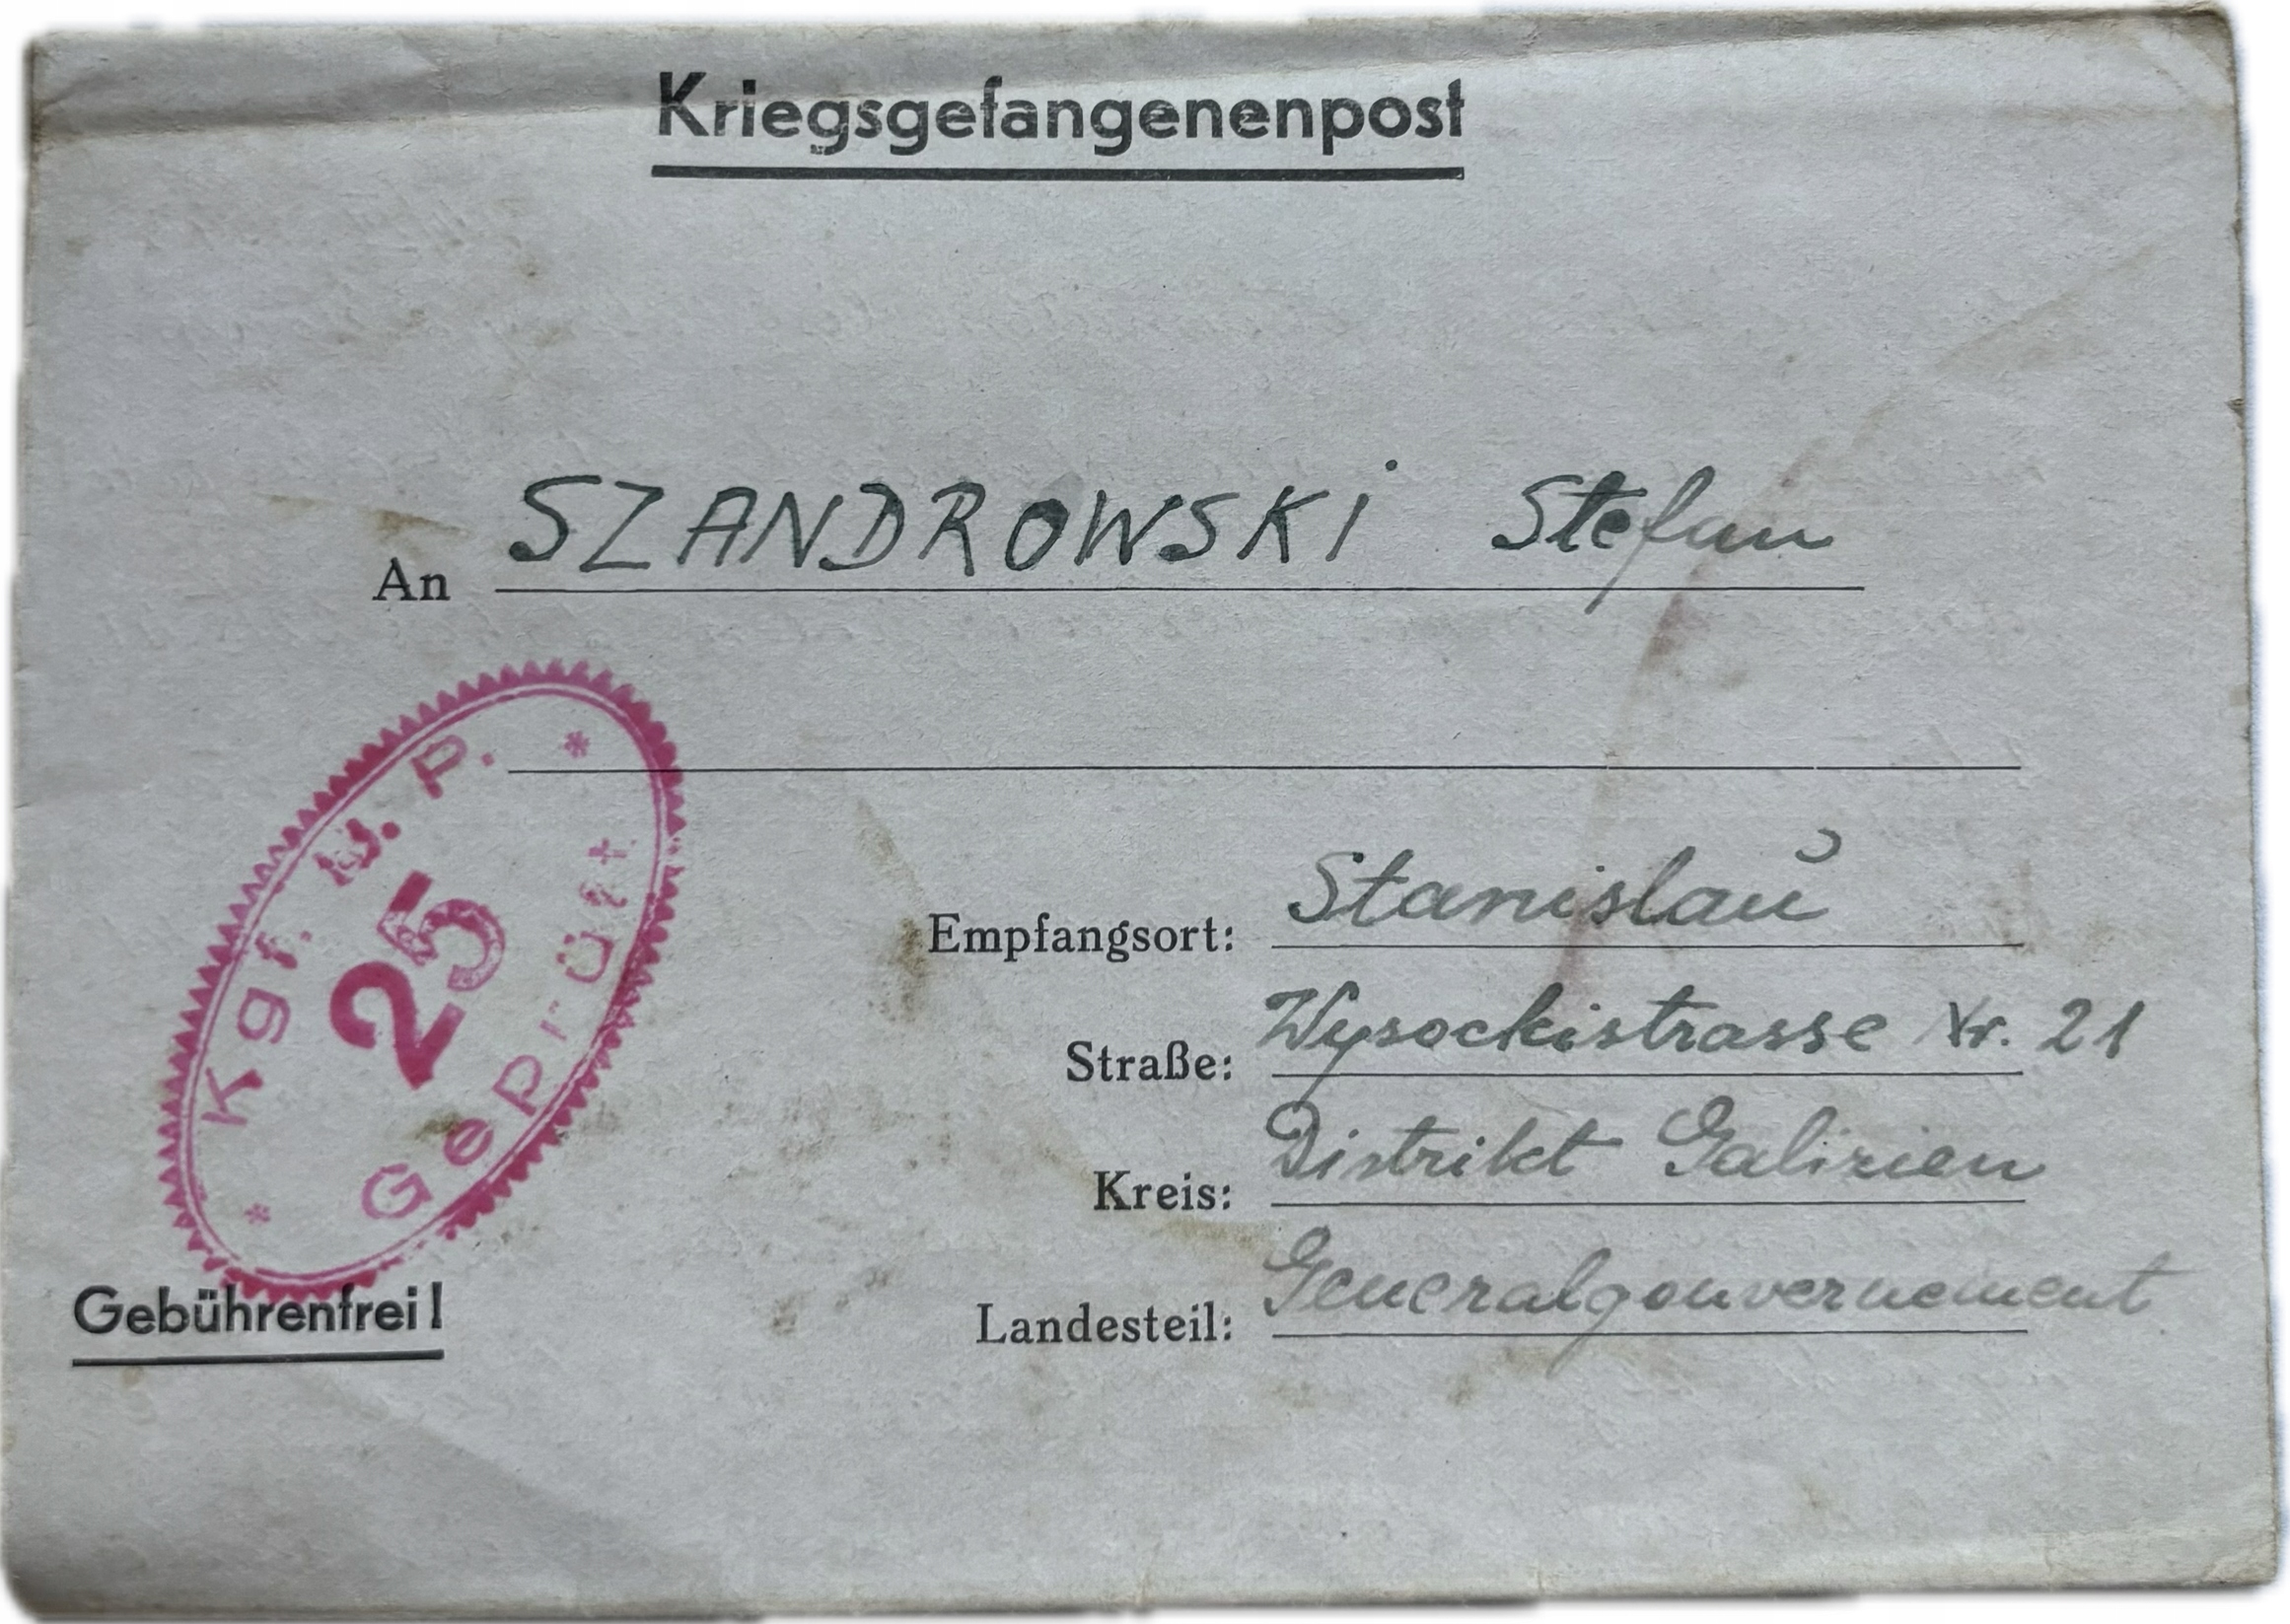 Kriegsgefangenenpost
An SZANDROWSKI Stefan
Kgf. M. P.
25
Geprüft
Empfangsort: Stanislau
Straße: Wysockistrasse Nr. 21
Kreis: Distrikt Galizien
Landesteil: Generalgouvernement
Gebührenfrei!